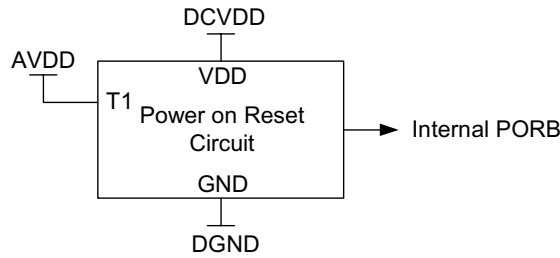 DCVDD
AVDD
VDD
T1
Power on Reset
Circuit
Internal PORB
GND
DGND